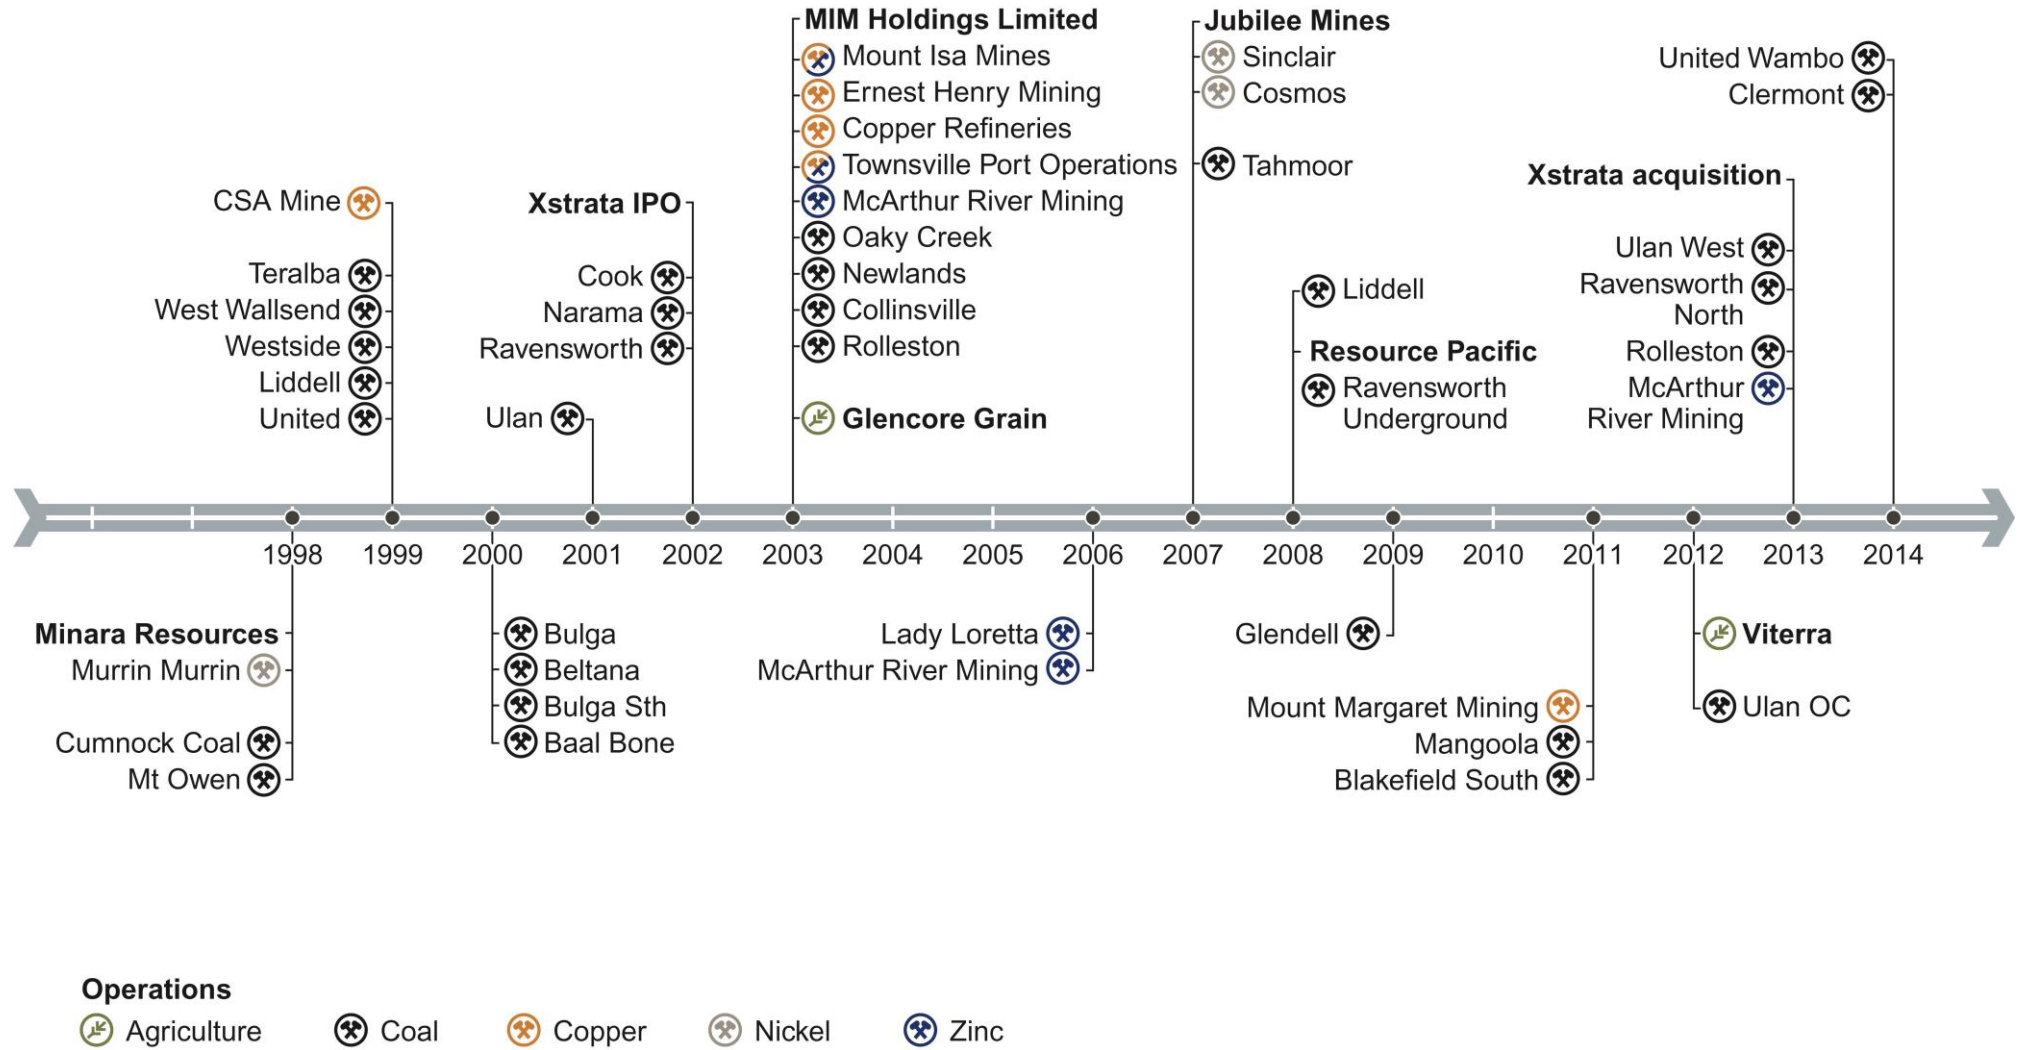 MIM Holdings Limited
Mount Isa Mines
Ernest Henry Mining
Copper Refineries
Townsville Port Operations
McArthur River Mining
Oaky Creek
Newlands
Collinsville
Rolleston
Glencore Grain
Jubilee Mines
Sinclair
Cosmos
Tahmoor
United Wambo
Clermont
Xstrata acquisition
Ulan West
Ravensworth
North
Rolleston
McArthur
River Mining
CSA Mine
Teralba
West Wallsend
Westside
Liddell
United
Xstrata IPO
Cook
Narama
Ravensworth
Ulan
Liddell
Resource Pacific
Ravensworth
Underground
1998 1999 2000 2001 2002 2003 2004 2005 2006 2007 2008 2009 2010 2011 2012 2013 2014
Minara Resources
Murrin Murrin
Cumnock Coal
Mt Owen
Bulga
Beltana
Bulga Sth
Baal Bone
Lady Loretta
McArthur River Mining
Glendell
Mount Margaret Mining
Mangoola
Blakefield South
Viterra
Ulan OC
Operations
Agriculture Coal Copper Nickel Zinc